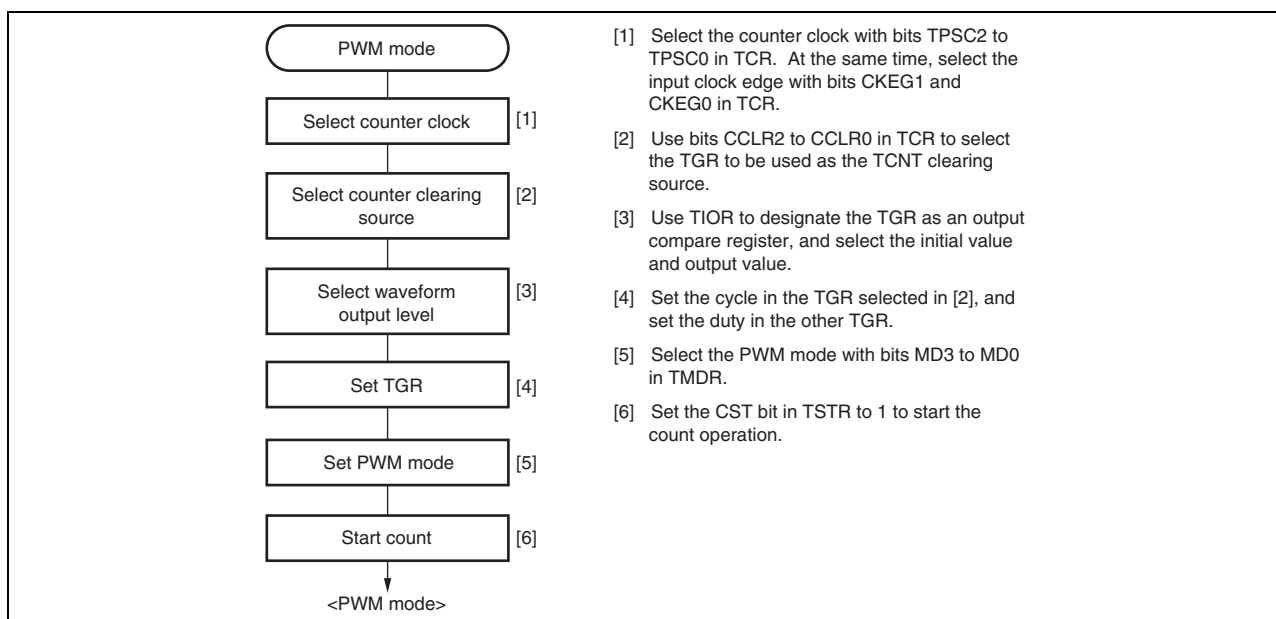 PWM mode
Select counter clock
[1]
Select counter clearing
source
[2]
Select waveform
output level
[3]
Set TGR
[4]
Set PWM mode
[5]
Start count
[6]
<PWM mode>
[1] Select the counter clock with bits TPSC2 to
TPSC0 in TCR. At the same time, select the
input clock edge with bits CKEG1 and
CKEG0 in TCR.
[2] Use bits CCLR2 to CCLR0 in TCR to select
the TGR to be used as the TCNT clearing
source.
[3] Use TIOR to designate the TGR as an output
compare register, and select the initial value
and output value.
[4] Set the cycle in the TGR selected in [2], and
set the duty in the other TGR.
[5] Select the PWM mode with bits MD3 to MD0
in TMDR.
[6] Set the CST bit in TSTR to 1 to start the
count operation.